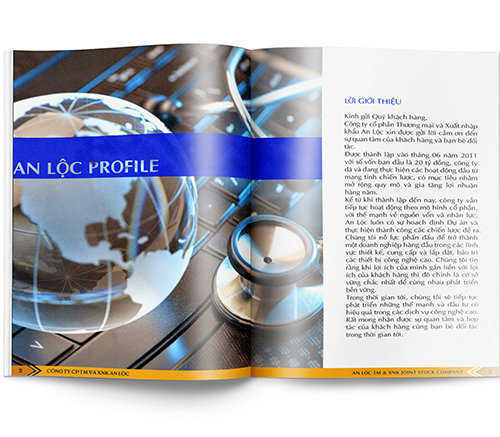 AN LỘC PROFILE
2
CÔNG TY CP TM VÀ XNK AN LỘC
LỜI GIỚI THIỆU
Kính gửi Quý khách hàng,
Công ty cổ phần Thương mại và Xuất nhập
khẩu An Lộc xin được gửi lời cảm ơn đến
sự quan tâm của khách hàng và bạn bè đối
tác.
Được thành lập vào tháng 06 năm 2011
với số vốn ban đầu là 20 tỷ đồng, công ty
đã và đang thực hiện các hoạt động đầu tư
mang tính chiến lược, có mục tiêu nhằm
mở rộng quy mô và gia tăng lợi nhuận
hàng năm.
Kể từ khi thành lập đến nay, công ty vẫn
tiếp tục hoạt động theo mô hình cổ phần,
với thế mạnh về nguồn vốn và nhân lực.
An Lộc luôn có sự hoạch định Dự án và
thực hiện thành công các chiến lược đề ra.
Chúng tôi nỗ lực phấn đấu để trở thành
một doanh nghiệp hàng đầu trong các lĩnh
vực thiết kế, cung cấp và lắp đặt, bảo trì
các thiết bị công nghệ cao. Chúng tôi tin
rằng khi lợi ích của mình gắn liền với lợi
ích của khách hàng thì đó chính là cơ sở
vững chắc nhất để cùng nhau phát triển
bền vững.
Trong thời gian tới, chúng tôi sẽ tiếp tục
phát triển những thế mạnh và đầu tư có
hiệu quả trong các dịch vụ công nghệ cao.
Rất mong nhận được sự quan tâm và hợp
tác của khách hàng cùng bạn bè đối tác
trong thời gian tới.
AN LOC TM & XNK JOINT STOCK COMPANY